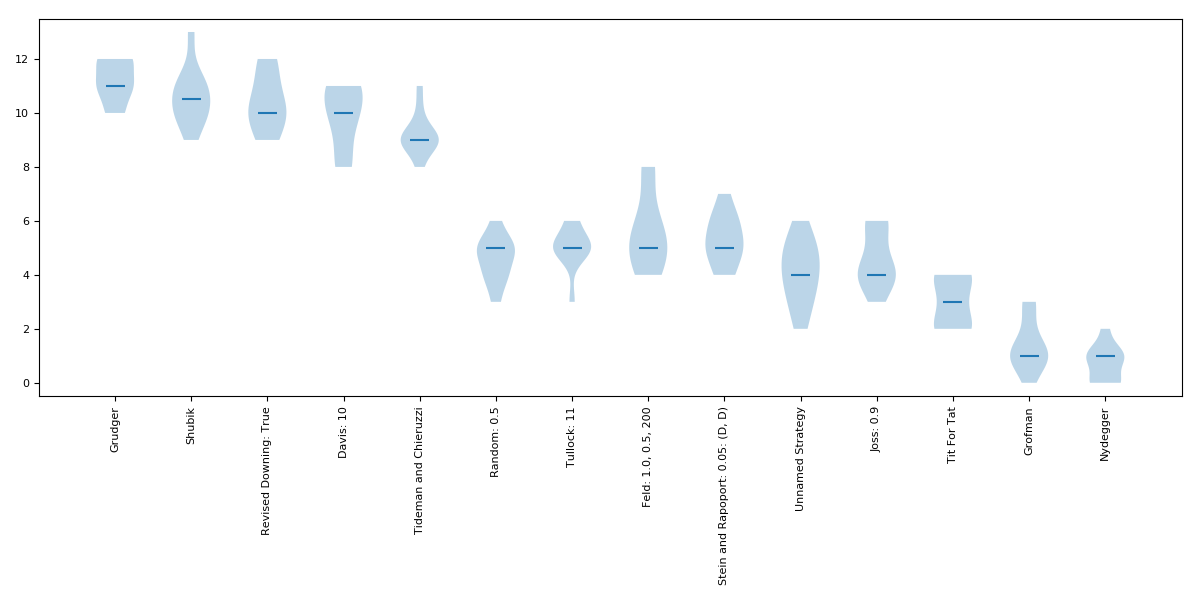 12
10
8
6
4
2
0
Grudger
Shubik
Revised Downing: True
Davis: 10
Tideman and Chieruzzi
Random: 0.5
Tullock: 11
Feld: 1.0, 0.5, 200
Stein and Rapoport: 0.05: (D, D)
Unnamed Strategy
Joss: 0.9
Tit For Tat
Grofman
Nydegger